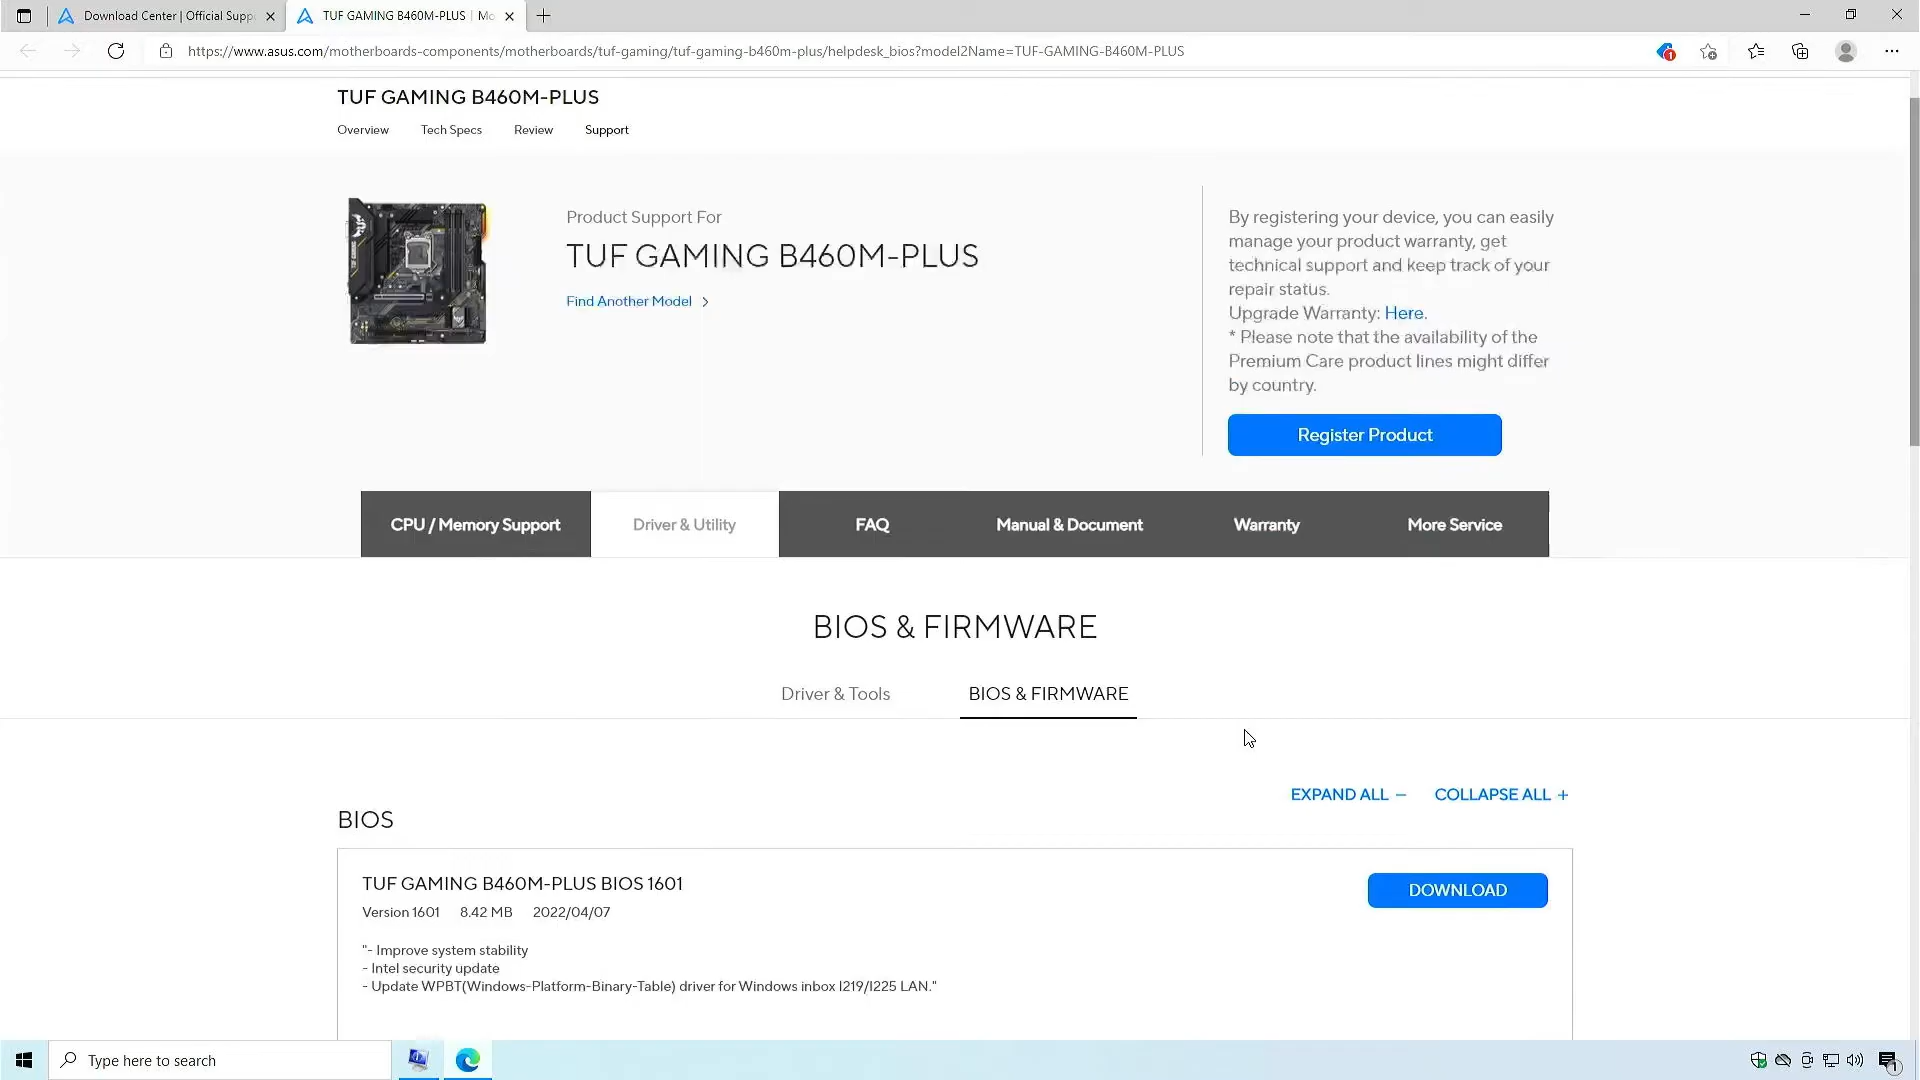 Download Center | Official Supp
TUF GAMING B460M-PLUS | Mo
https://www.asus.com/motherboards-components/motherboards/tuf-gaming/tuf-gaming-b460m-plus/helpdesk_bios?model2Name=TUF-GAMING-B460M-PLUS
1
TUF GAMING B460M-PLUS
Overview Tech Specs Review Support
Product Support For
TUF GAMING B460M-PLUS
Find Another Model >
By registering your device, you can easily
manage your product warranty, get
technical support and keep track of your
repair status.
Upgrade Warranty: Here.
* Please note that the availability of the
Premium Care product lines might differ
by country.
Register Product
CPU / Memory Support Driver & Utility FAQ Manual & Document Warranty More Service
BIOS & FIRMWARE
Driver & Tools BIOS & FIRMWARE
EXPAND ALL − COLLAPSE ALL +
BIOS
TUF GAMING B460M-PLUS BIOS 1601
DOWNLOAD
Version 1601 8.42 MB 2022/04/07
"- Improve system stability
- Intel security update
- Update WPBT(Windows-Platform-Binary-Table) driver for Windows inbox I219/I225 LAN."
Type here to search
1